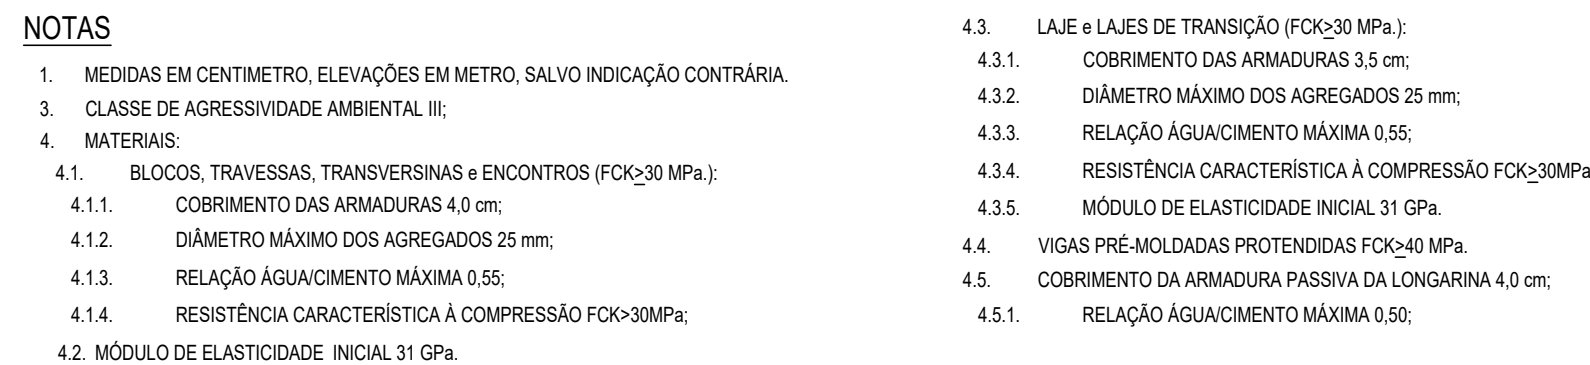 NOTAS
1. MEDIDAS EM CENTIMETRO, ELEVAÇÕES EM METRO, SALVO INDICAÇÃO CONTRÁRIA.
3. CLASSE DE AGRESSIVIDADE AMBIENTAL III;
4. MATERIAIS:
4.1. BLOCOS, TRAVESSAS, TRANSVERSINAS e ENCONTROS (FCK≥30 MPa.):
4.1.1. COBRIMENTO DAS ARMADURAS 4,0 cm;
4.1.2. DIÂMETRO MÁXIMO DOS AGREGADOS 25 mm;
4.1.3. RELAÇÃO ÁGUA/CIMENTO MÁXIMA 0,55;
4.1.4. RESISTÊNCIA CARACTERÍSTICA À COMPRESSÃO FCK>30MPa;
4.2. MÓDULO DE ELASTICIDADE INICIAL 31 GPa.
4.3. LAJE e LAJES DE TRANSIÇÃO (FCK≥30 MPa.):
4.3.1. COBRIMENTO DAS ARMADURAS 3,5 cm;
4.3.2. DIÂMETRO MÁXIMO DOS AGREGADOS 25 mm;
4.3.3. RELAÇÃO ÁGUA/CIMENTO MÁXIMA 0,55;
4.3.4. RESISTÊNCIA CARACTERÍSTICA À COMPRESSÃO FCK≥30MPa
4.3.5. MÓDULO DE ELASTICIDADE INICIAL 31 GPa.
4.4. VIGAS PRÉ-MOLDADAS PROTENDIDAS FCK≥40 MPa.
4.5. COBRIMENTO DA ARMADURA PASSIVA DA LONGARINA 4,0 cm;
4.5.1. RELAÇÃO ÁGUA/CIMENTO MÁXIMA 0,50;